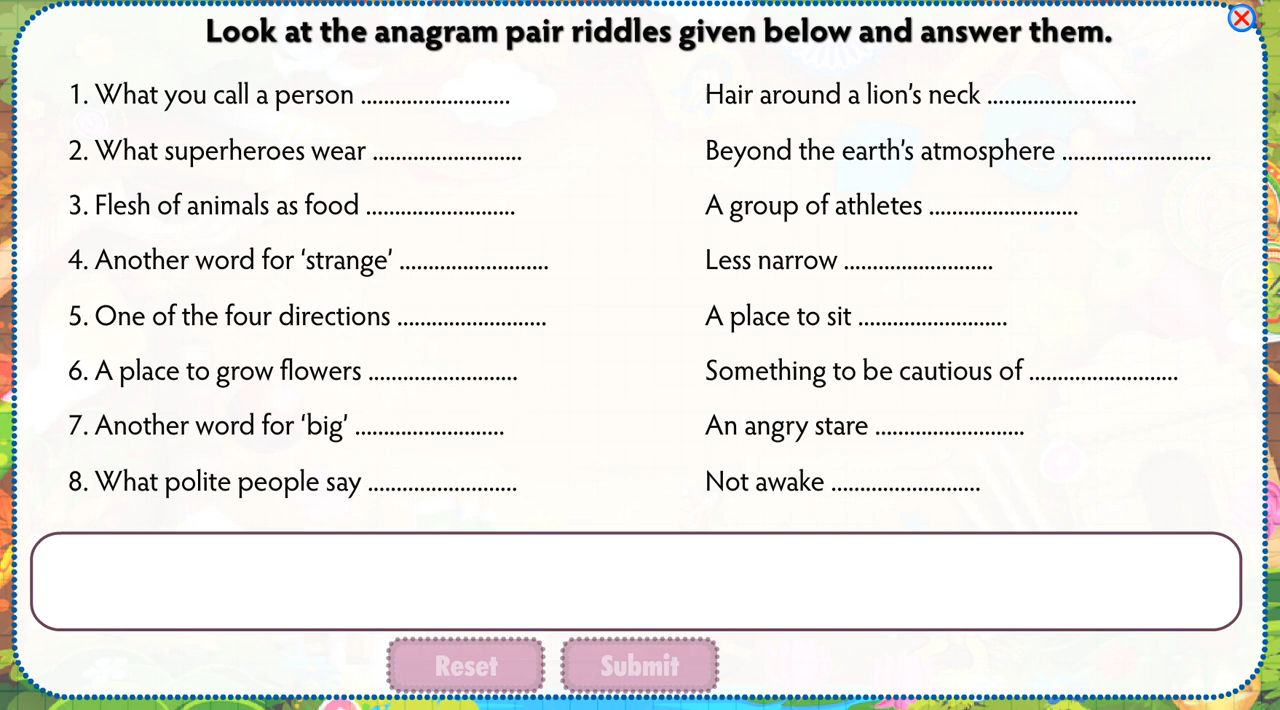 Look at the anagram pair riddles given below and answer them.
1. What you call a person .......................... Hair around a lion's neck ..........................
2. What superheroes wear .......................... Beyond the earth's atmosphere ..........................
3. Flesh of animals as food .......................... A group of athletes ..........................
4. Another word for ‘strange’ .......................... Less narrow ..........................
5. One of the four directions .......................... A place to sit ..........................
6. A place to grow flowers .......................... Something to be cautious of ..........................
7. Another word for ‘big’ .......................... An angry stare ..........................
8. What polite people say .......................... Not awake ..........................
Reset Submit